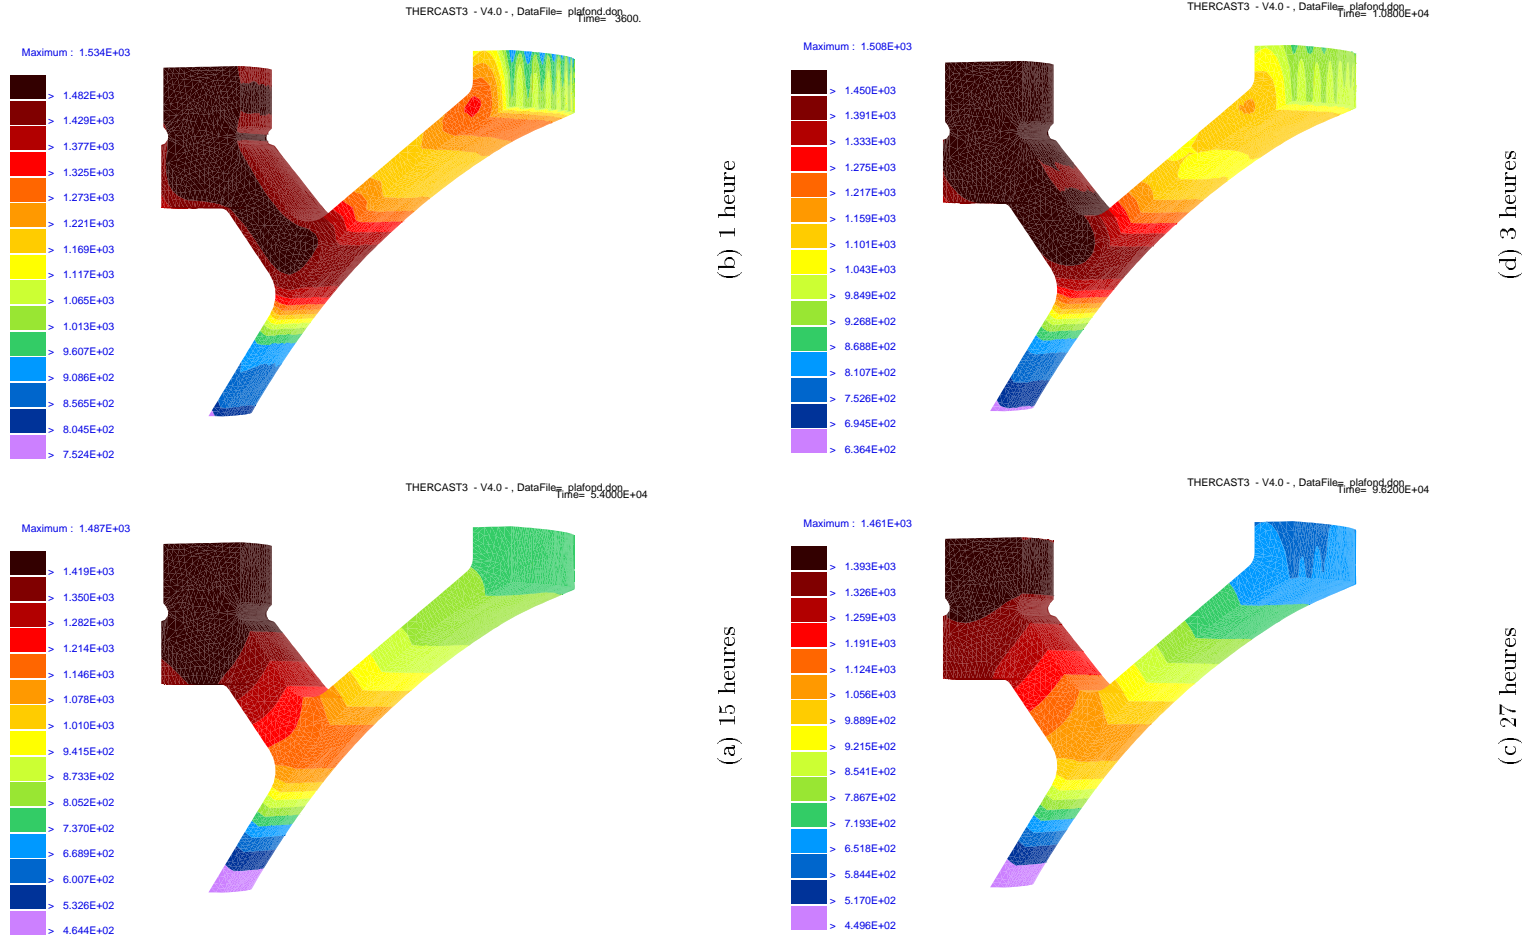 THERCAST3 - V4.0 - , DataFile= plafond.don
Time= 3600.
Maximum : 1.534E+03
> 1.482E+03
> 1.429E+03
> 1.377E+03
> 1.325E+03
> 1.273E+03
> 1.221E+03
> 1.169E+03
> 1.117E+03
> 1.065E+03
> 1.013E+03
> 9.607E+02
> 9.086E+02
> 8.565E+02
> 8.045E+02
> 7.524E+02
(b) 1 heure
THERCAST3 - V4.0 - , DataFile= plafond.don
Time= 1.0800E+04
Maximum : 1.508E+03
> 1.450E+03
> 1.391E+03
> 1.333E+03
> 1.275E+03
> 1.217E+03
> 1.159E+03
> 1.101E+03
> 1.043E+03
> 9.849E+02
> 9.268E+02
> 8.688E+02
> 8.107E+02
> 7.526E+02
> 6.945E+02
> 6.364E+02
(d) 3 heures
THERCAST3 - V4.0 - , DataFile= plafond.don
Time= 5.4000E+04
Maximum : 1.487E+03
> 1.419E+03
> 1.350E+03
> 1.282E+03
> 1.214E+03
> 1.146E+03
> 1.078E+03
> 1.010E+03
> 9.415E+02
> 8.733E+02
> 8.052E+02
> 7.370E+02
> 6.689E+02
> 6.007E+02
> 5.326E+02
> 4.644E+02
(a) 15 heures
THERCAST3 - V4.0 - , DataFile= plafond.don
Time= 9.6200E+04
Maximum : 1.461E+03
> 1.393E+03
> 1.326E+03
> 1.259E+03
> 1.191E+03
> 1.124E+03
> 1.056E+03
> 9.889E+02
> 9.215E+02
> 8.541E+02
> 7.867E+02
> 7.193E+02
> 6.518E+02
> 5.844E+02
> 5.170E+02
> 4.496E+02
(c) 27 heures